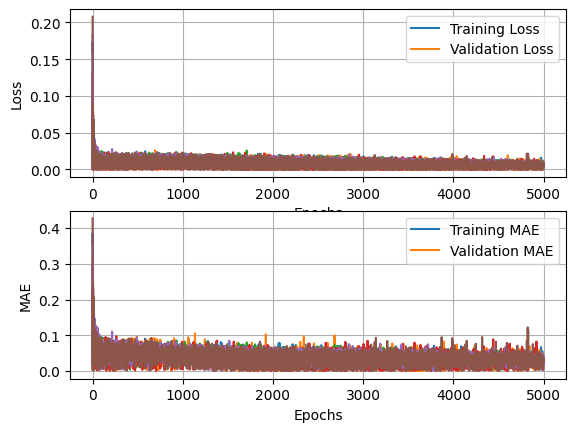 0.20
0.15
0.10
0.05
0.00
Loss
Training Loss
Validation Loss
0
1000
2000
3000
4000
5000
Epochs
0.4
0.3
0.2
0.1
0.0
MAE
Training MAE
Validation MAE
0
1000
2000
3000
4000
5000
Epochs